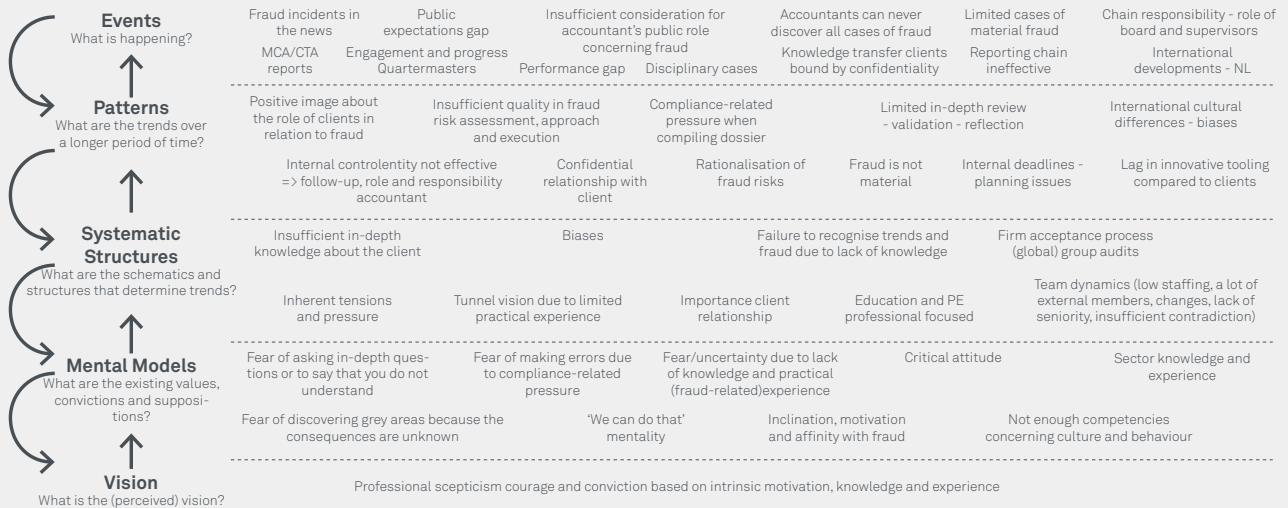 Events
What is happening?
Fraud incidents in
the news
Public
expectations gap
Insufficient consideration for
accountant's public role
concerning fraud
Accountants can never
discover all cases of fraud
Limited cases of
material fraud
Chain responsibility - role of
board and supervisors
MCA/CTA
reports
Engagement and progress
Quartermasters
Performance gap
Disciplinary cases
Knowledge transfer clients
bound by confidentiality
Reporting chain
ineffective
International
developments - NL
Patterns
What are the trends over
a longer period of time?
Positive image about
the role of clients in
relation to fraud
Insufficient quality in fraud
risk assessment, approach
and execution
Compliance-related
pressure when
compiling dossier
Limited in-depth review
- validation - reflection
International cultural
differences - biases
Internal controlentity not effective
=> follow-up, role and responsibility
accountant
Confidential
relationship with
client
Rationalisation of
fraud risks
Fraud is not
material
Internal deadlines -
planning issues
Lag in innovative tooling
compared to clients
Systematic
Structures
What are the schematics and
structures that determine trends?
Insufficient in-depth
knowledge about the client
Biases
Failure to recognise trends and
fraud due to lack of knowledge
Firm acceptance process
(global) group audits
Inherent tensions
and pressure
Tunnel vision due to limited
practical experience
Importance client
relationship
Education and PE
professional focused
Team dynamics (low staffing, a lot of
external members, changes, lack of
seniority, insufficient contradiction)
Mental Models
What are the existing values,
convictions and supposi-
tions?
Fear of asking in-depth ques-
tions or to say that you do not
understand
Fear of making errors due
to compliance-related
pressure
Fear/uncertainty due to lack
of knowledge and practical
(fraud-related)experience
Critical attitude
Sector knowledge and
experience
Fear of discovering grey areas because the
consequences are unknown
‘We can do that’
mentality
Inclination, motivation
and affinity with fraud
Not enough competencies
concerning culture and behaviour
Vision
What is the (perceived) vision?
Professional scepticism courage and conviction based on intrinsic motivation, knowledge and experience